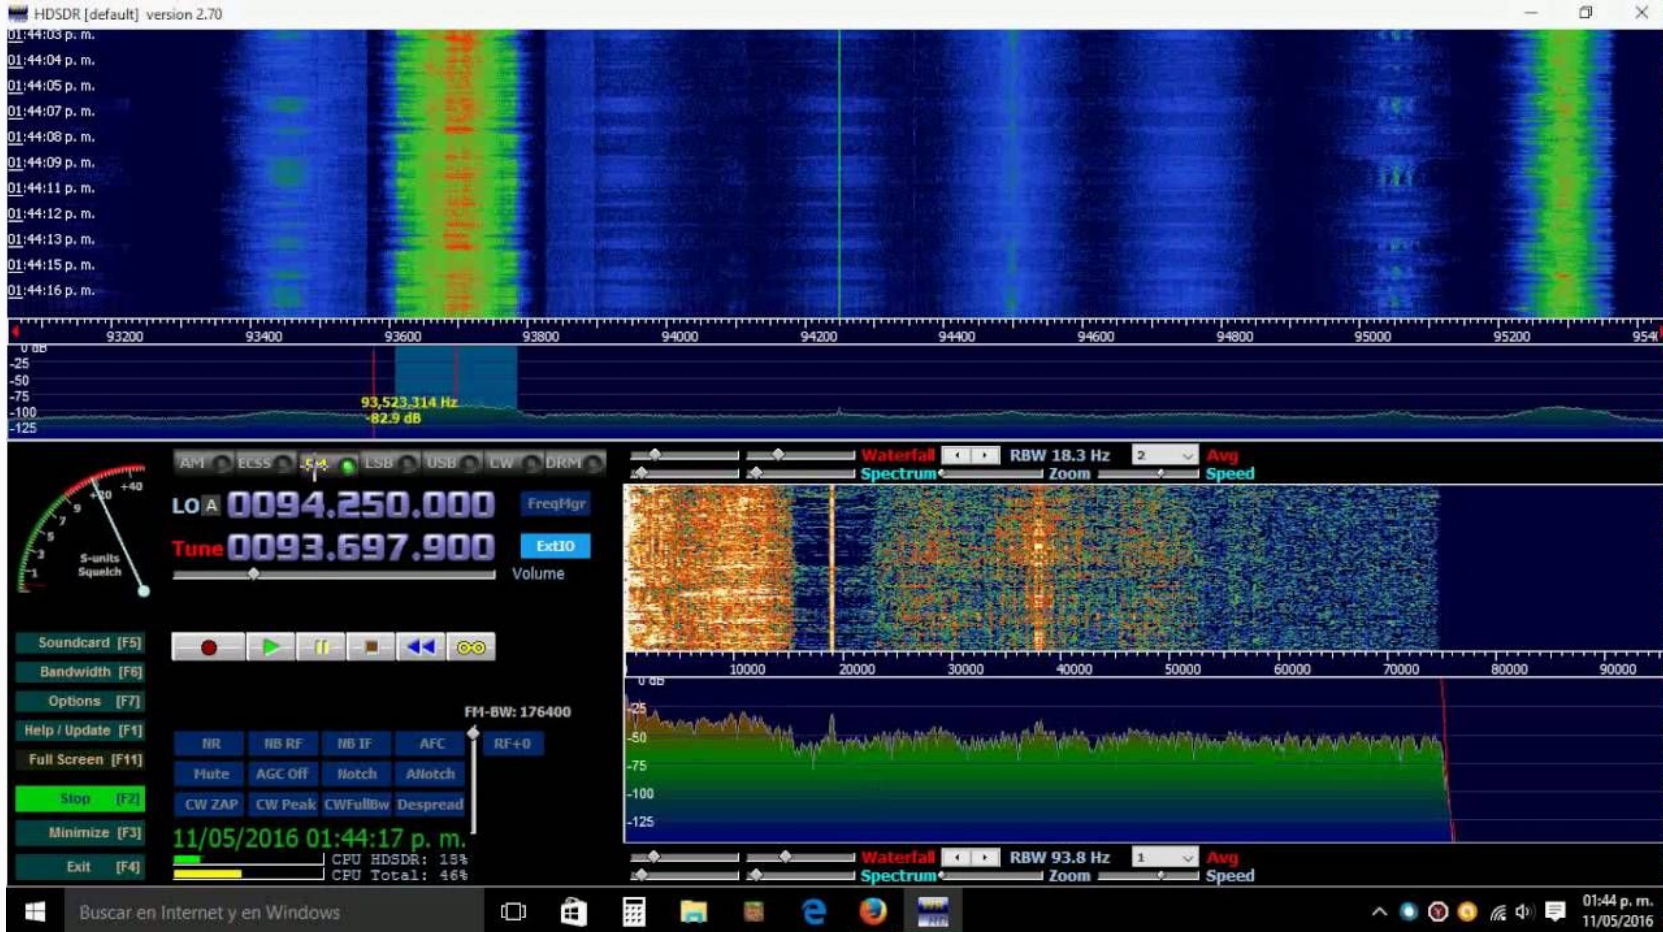 HDSDR [default] version 2.70
01:44:03 p. m.
01:44:04 p. m.
01:44:05 p. m.
01:44:07 p. m.
01:44:08 p. m.
01:44:09 p. m.
01:44:11 p. m.
01:44:12 p. m.
01:44:13 p. m.
01:44:15 p. m.
01:44:16 p. m.
93200 93400 93600 93800 94000 94200 94400 94600 94800 95000 95200
0 dB
-25
-50
-75
-100
-125
93,523.314 Hz
-82.9 dB
AM ECSS FM LSB USB CW DRM
Waterfall RBW 18.3 Hz 2 Avg
Spectrum Zoom Speed
+20 +40
9
7
5
3
1
S-units
Squelch
LO A 0094.250.000 FreqMgr
Tune 0093.697.900 ExtIO
Volume
Soundcard [F5]
Bandwidth [F6]
Options [F7]
Help / Update [F1]
Full Screen [F11]
Stop [F2]
Minimize [F3]
Exit [F4]
FM-BW: 176400
NR NB RF NB IF AFC RF+0
Mute AGC Off Notch ANotch
CW ZAP CW Peak CWFullBw Despread
11/05/2016 01:44:17 p. m.
CPU HDSDR: 15%
CPU Total: 46%
10000 20000 30000 40000 50000 60000 70000 80000 90000
0 dB
-25
-50
-75
-100
-125
Waterfall RBW 93.8 Hz 1 Avg
Spectrum Zoom Speed
Buscar en Internet y en Windows
01:44 p. m.
11/05/2016